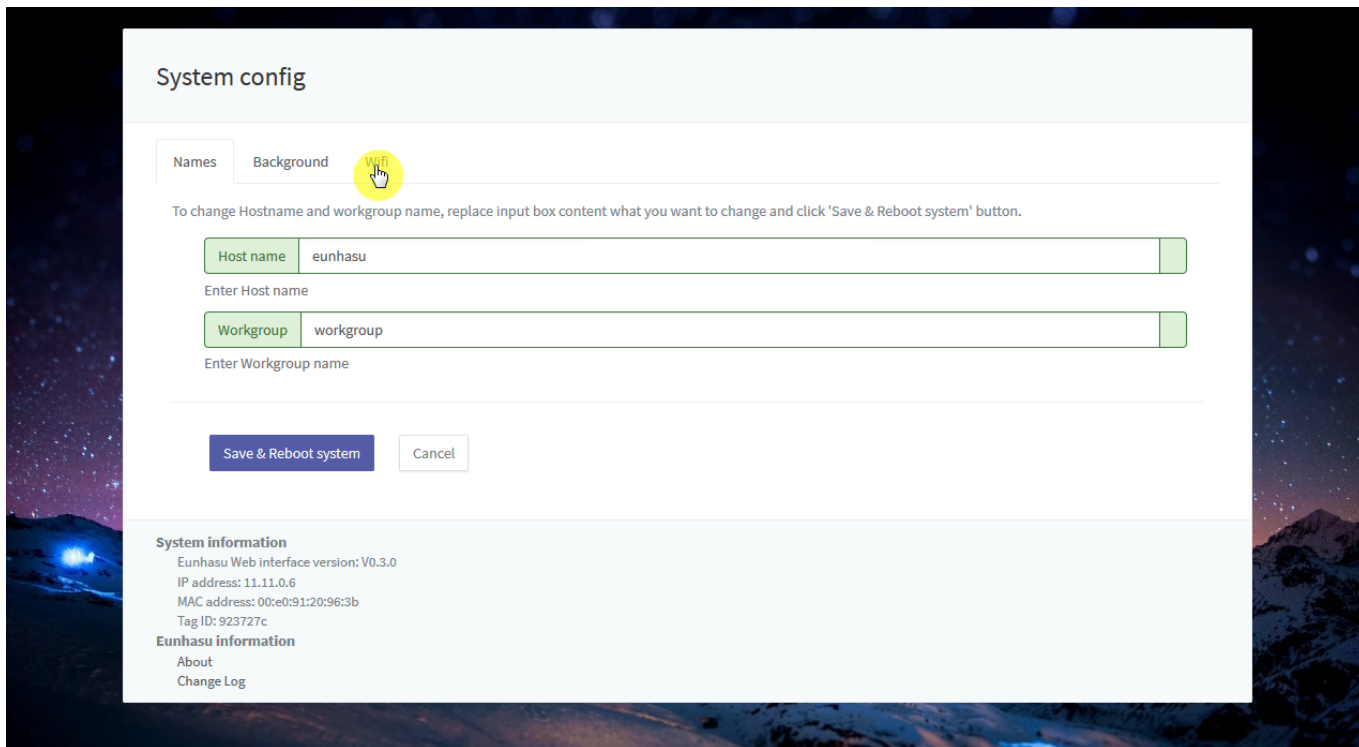 System config
Names Background Wifi
To change Hostname and workgroup name, replace input box content what you want to change and click 'Save & Reboot system' button.
Host name eunhasu
Enter Host name
Workgroup workgroup
Enter Workgroup name
Save & Reboot system Cancel
System information
Eunhasu Web interface version: V0.3.0
IP address: 11.11.0.6
MAC address: 00:e0:91:20:96:3b
Tag ID: 923727c
Eunhasu information
About
Change Log